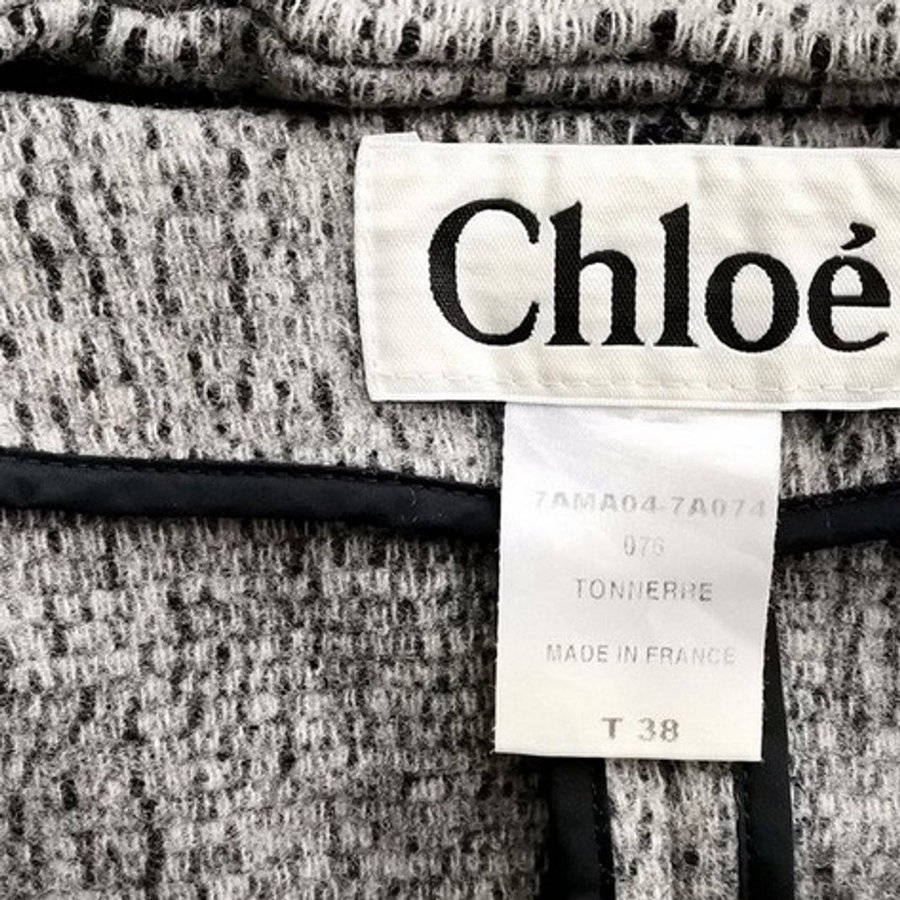 Chloé
7AMA04-7A074
076
TONNERRE
MADE IN FRANCE
T 38